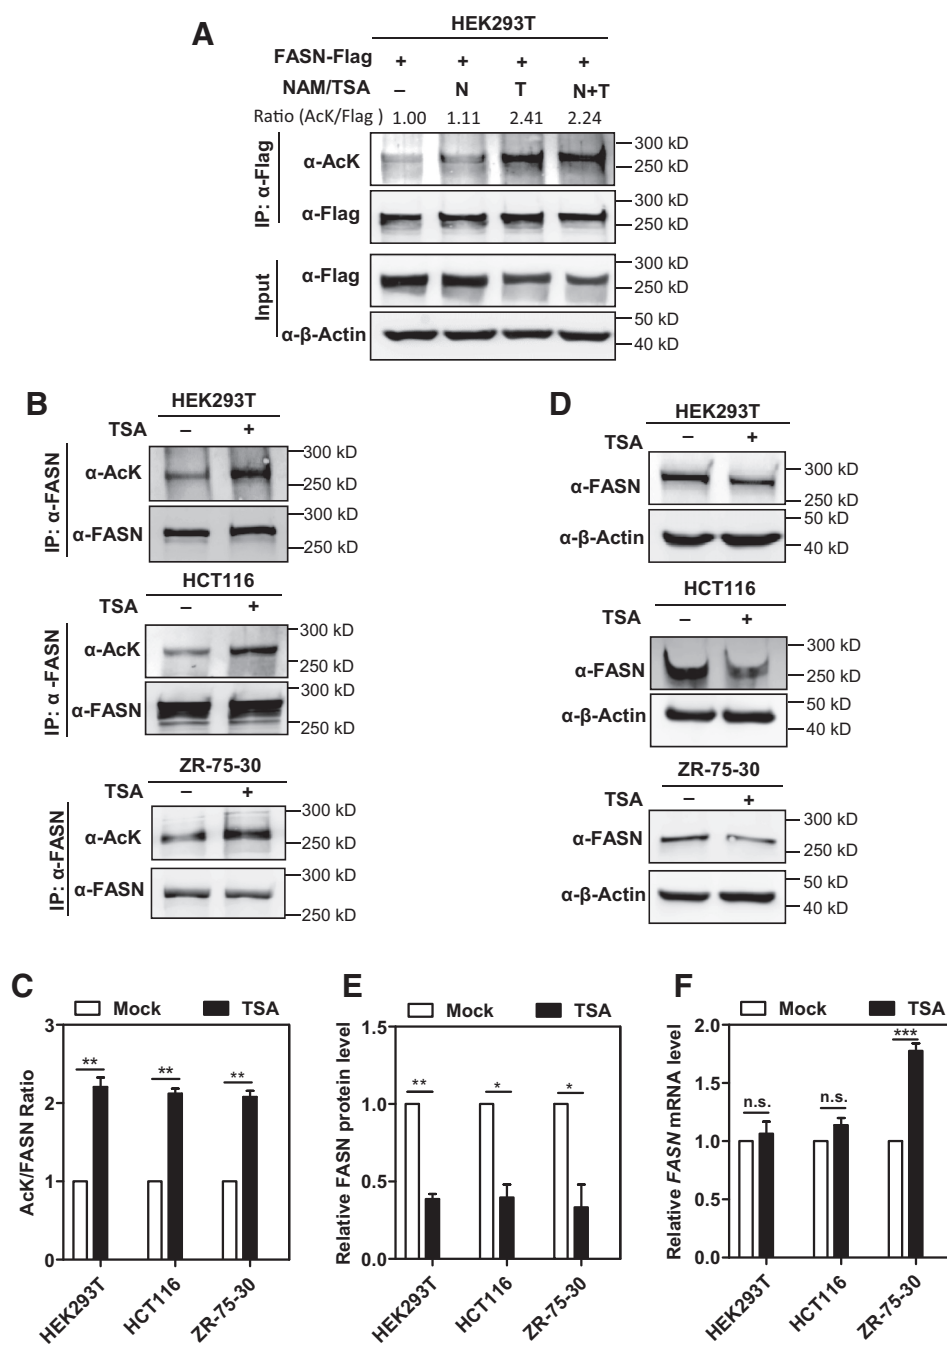 A
HEK293T
FASN-Flag + + + +
NAM/TSA – N T N+T
Ratio (AcK/Flag ) 1.00 1.11 2.41 2.24
IP: α-Flag
α-AcK
300 kD
250 kD
α-Flag
300 kD
250 kD
Input
α-Flag
300 kD
250 kD
α-β-Actin
50 kD
40 kD
B
HEK293T
TSA – +
IP: α-FASN
α-AcK
300 kD
250 kD
α-FASN
300 kD
250 kD
HCT116
TSA – +
IP: α -FASN
α-AcK
300 kD
250 kD
α-FASN
300 kD
250 kD
ZR-75-30
TSA – +
IP: α-FASN
α-AcK
300 kD
250 kD
α-FASN
300 kD
250 kD
D
HEK293T
TSA – +
α-FASN
300 kD
250 kD
α-β-Actin
50 kD
40 kD
HCT116
TSA – +
α-FASN
300 kD
250 kD
α-β-Actin
50 kD
40 kD
ZR-75-30
TSA – +
α-FASN
300 kD
250 kD
α-β-Actin
50 kD
40 kD
C
Mock TSA
AcK/FASN Ratio
3
2
1
0
** ** **
HEK293T HCT116 ZR-75-30
E
Mock TSA
Relative FASN protein level
1.5
1.0
0.5
0.0
** * *
HEK293T HCT116 ZR-75-30
F
Mock TSA
Relative FASN mRNA level
2.0
1.5
1.0
0.5
0.0
n.s. n.s. ***
HEK293T HCT116 ZR-75-30